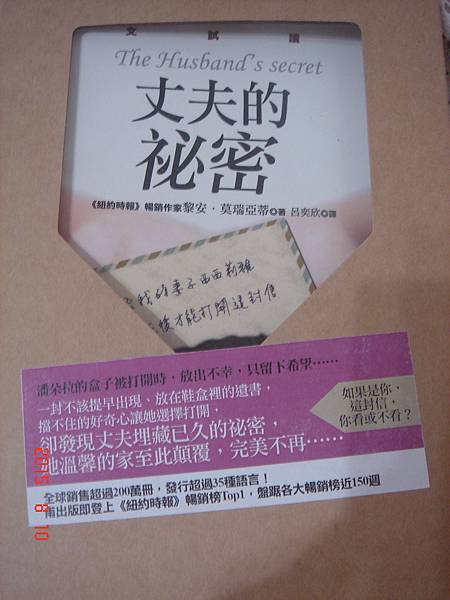 文 試 讀
The Husband's secret
丈夫的
祕密
《紐約時報》暢銷作家黎安‧莫瑞亞蒂◎著 呂奕欣◎譯
我的妻子西西莉雅
後才能打開這封信
潘朵拉的盒子被打開時，放出不幸，只留下希望……
一封不該提早出現、放在鞋盒裡的遺書，
擋不住的好奇心讓她選擇打開，
卻發現丈夫埋藏已久的祕密，
她溫馨的家至此顛覆，完美不再……
如果是你，
這封信，
你看或不看？
全球銷售超過200萬冊，發行超過35種語言！
甫出版即登上《紐約時報》暢銷榜Top1，盤踞各大暢銷榜近150週
2015 8 10